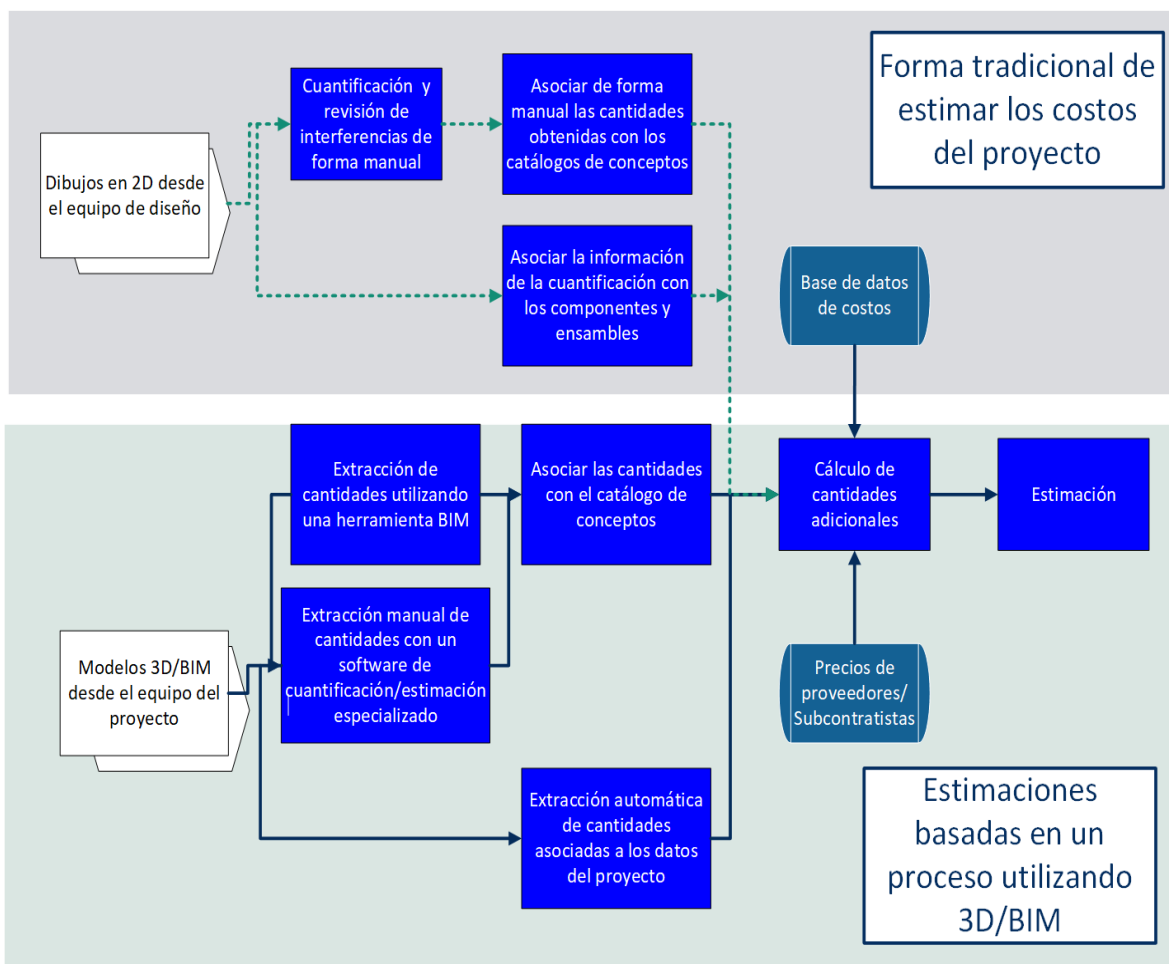 Forma tradicional de
estimar los costos
del proyecto
Cuantificación y
revisión de
interferencias de
forma manual
Asociar de forma
manual las cantidades
obtenidas con los
catálogos de conceptos
Dibujos en 2D desde
el equipo de diseño
Asociar la información
de la cuantificación con
los componentes y
ensambles
Base de datos
de costos
Extracción de
cantidades utilizando
una herramienta BIM
Asociar las cantidades
con el catálogo de
conceptos
Cálculo de
cantidades
adicionales
Estimación
Extracción manual de
cantidades con un
software de
cuantificación/estimación
especializado
Modelos 3D/BIM
desde el equipo del
proyecto
Precios de
proveedores/
Subcontratistas
Extracción automática
de cantidades
asociadas a los datos
del proyecto
Estimaciones
basadas en un
proceso utilizando
3D/BIM